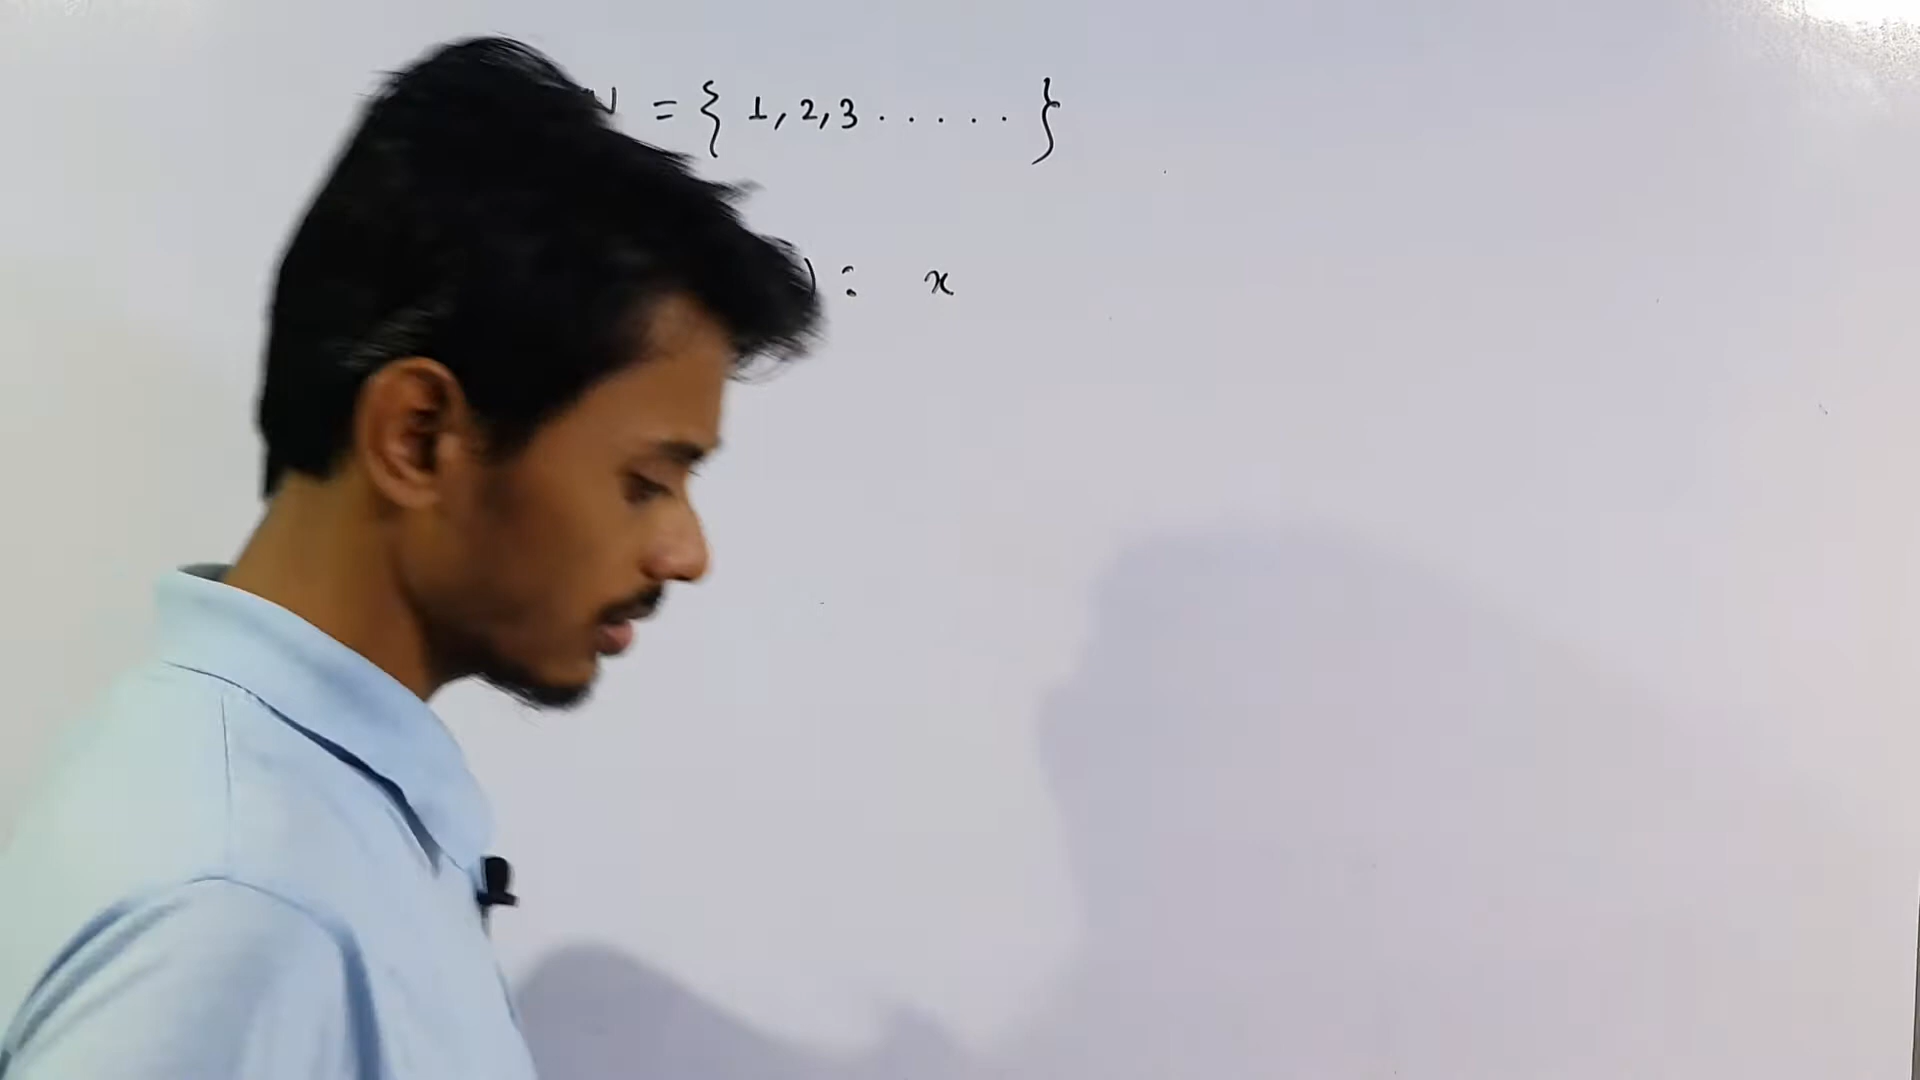 N = { 1, 2, 3 . . . . . }
) : x